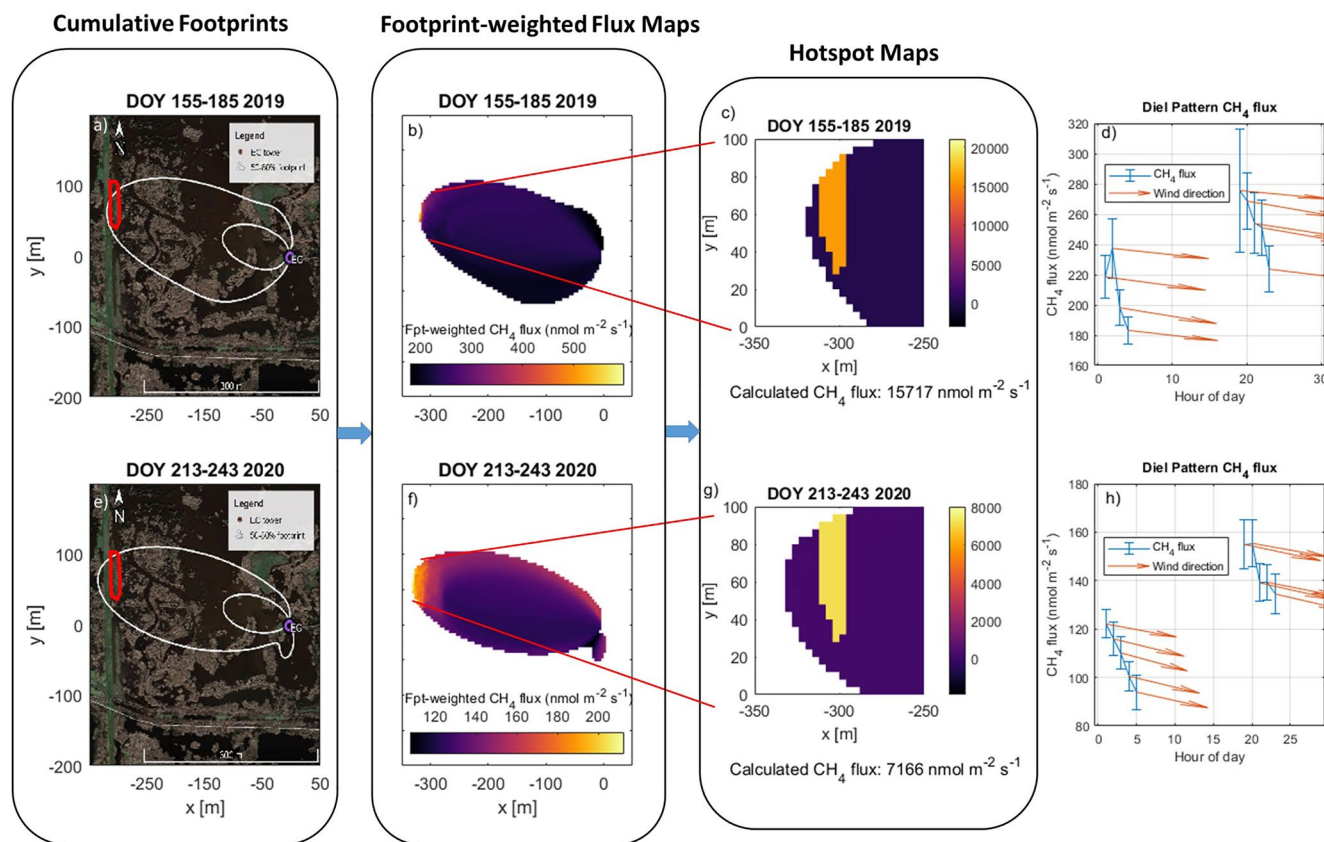 Cumulative Footprints
Footprint-weighted Flux Maps
Hotspot Maps
DOY 155-185 2019
a)
N
Legend
EC tower
50-80% footprint
EC
300 m
y [m]
100
0
-100
-200
-250
-150
-50
50
DOY 155-185 2019
b)
Fpt-weighted CH4 flux (nmol m-2 s-1)
200 300 400 500
-300 -200 -100 0
c)
DOY 155-185 2019
100
80
60
40
20
0
y [m]
-350 -300 -250
x [m]
20000
15000
10000
5000
0
Calculated CH4 flux: 15717 nmol m-2 s-1
Diel Pattern CH4 flux
d)
320
300
280
260
240
220
200
180
160
CH4 flux (nmol m-2 s-1)
CH4 flux
Wind direction
0 10 20 30
Hour of day
DOY 213-243 2020
e)
N
Legend
EC tower
50-80% footprint
EC
y [m]
100
0
-100
-200
-250
-150
-50
50
x [m]
DOY 213-243 2020
f)
Fpt-weighted CH4 flux (nmol m-2 s-1)
120 140 160 180 200
-300 -200 -100 0
x [m]
g)
DOY 213-243 2020
100
80
60
40
20
0
y [m]
-350 -300 -250
x [m]
8000
6000
4000
2000
0
Calculated CH4 flux: 7166 nmol m-2 s-1
Diel Pattern CH4 flux
h)
180
160
140
120
100
80
CH4 flux (nmol m-2 s-1)
CH4 flux
Wind direction
0 5 10 15 20 25
Hour of day